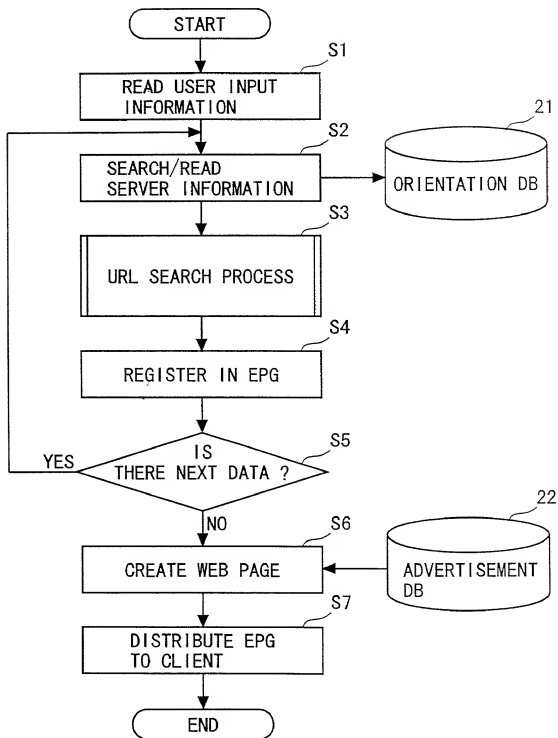 START
S1
READ USER INPUT
INFORMATION
S2
SEARCH/READ
SERVER INFORMATION
21
ORIENTATION DB
S3
URL SEARCH PROCESS
S4
REGISTER IN EPG
S5
IS
THERE NEXT DATA ?
YES
NO
S6
CREATE WEB PAGE
22
ADVERTISEMENT
DB
S7
DISTRIBUTE EPG
TO CLIENT
END